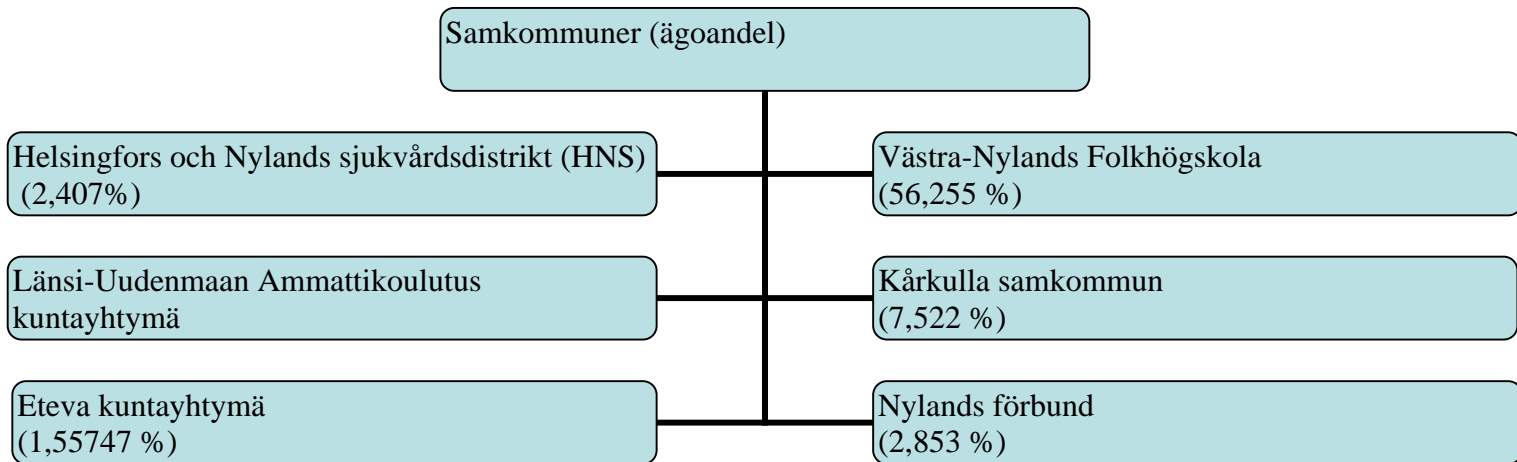 Samkommuner (ägoandel)
Helsingfors och Nylands sjukvårdsdistrikt (HNS)
(2,407%)
Västra-Nylands Folkhögskola
(56,255 %)
Länsi-Uudenmaan Ammattikoulutus
kuntayhtymä
Kårkulla samkommun
(7,522 %)
Eteva kuntayhtymä
(1,55747 %)
Nylands förbund
(2,853 %)